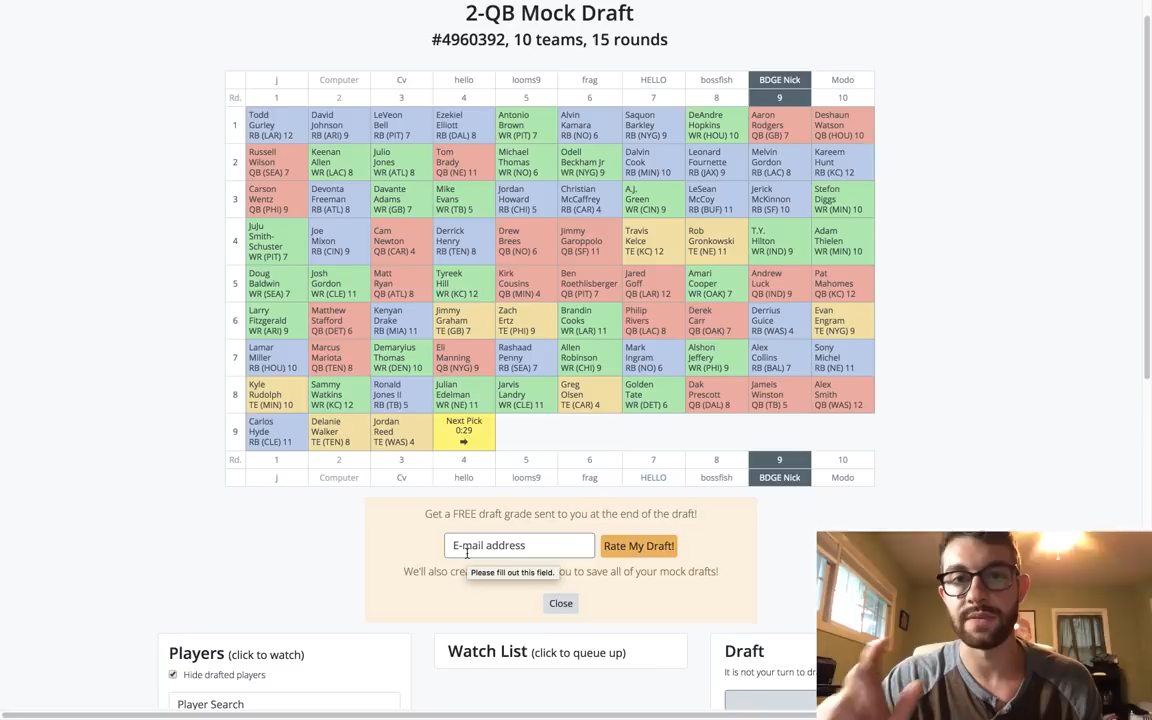 2-QB Mock Draft
#4960392, 10 teams, 15 rounds
j Computer Cv hello looms9 frag HELLO bossfish BDGE Nick Modo
Rd. 1 2 3 4 5 6 7 8 9 10
1
Todd Gurley RB (LAR) 12
David Johnson RB (ARI) 9
LeVeon Bell RB (PIT) 7
Ezekiel Elliott RB (DAL) 8
Antonio Brown WR (PIT) 7
Alvin Kamara RB (NO) 6
Saquon Barkley RB (NYG) 9
DeAndre Hopkins WR (HOU) 10
Aaron Rodgers QB (GB) 7
Deshaun Watson QB (HOU) 10
2
Russell Wilson QB (SEA) 7
Keenan Allen WR (LAC) 8
Julio Jones WR (ATL) 8
Tom Brady QB (NE) 11
Michael Thomas WR (NO) 6
Odell Beckham Jr WR (NYG) 9
Dalvin Cook RB (MIN) 10
Leonard Fournette RB (JAX) 9
Melvin Gordon RB (LAC) 8
Kareem Hunt RB (KC) 12
3
Carson Wentz QB (PHI) 9
Devonta Freeman RB (ATL) 8
Davante Adams WR (GB) 7
Mike Evans WR (TB) 5
Jordan Howard RB (CHI) 5
Christian McCaffrey RB (CAR) 4
A.J. Green WR (CIN) 9
LeSean McCoy RB (BUF) 11
Jerick McKinnon RB (SF) 10
Stefon Diggs WR (MIN) 10
4
JuJu Smith-Schuster WR (PIT) 7
Joe Mixon RB (CIN) 9
Cam Newton QB (CAR) 4
Derrick Henry RB (TEN) 8
Drew Brees QB (NO) 6
Jimmy Garoppolo QB (SF) 11
Travis Kelce TE (KC) 12
Rob Gronkowski TE (NE) 11
T.Y. Hilton WR (IND) 9
Adam Thielen WR (MIN) 10
5
Doug Baldwin WR (SEA) 7
Josh Gordon WR (CLE) 11
Matt Ryan QB (ATL) 8
Tyreek Hill WR (KC) 12
Kirk Cousins QB (MIN) 4
Ben Roethlisberger QB (PIT) 7
Jared Goff QB (LAR) 12
Amari Cooper WR (OAK) 7
Andrew Luck QB (IND) 9
Pat Mahomes QB (KC) 12
6
Larry Fitzgerald WR (ARI) 9
Matthew Stafford QB (DET) 6
Kenyan Drake RB (MIA) 11
Jimmy Graham TE (GB) 7
Zach Ertz TE (PHI) 9
Brandin Cooks WR (LAR) 11
Philip Rivers QB (LAC) 8
Derek Carr QB (OAK) 7
Derrius Guice RB (WAS) 4
Evan Engram TE (NYG) 9
7
Lamar Miller RB (HOU) 10
Marcus Mariota QB (TEN) 8
Demaryius Thomas WR (DEN) 10
Eli Manning QB (NYG) 9
Rashaad Penny RB (SEA) 7
Allen Robinson WR (CHI) 9
Mark Ingram RB (NO) 6
Alshon Jeffery WR (PHI) 9
Alex Collins RB (BAL) 7
Sony Michel RB (NE) 11
8
Kyle Rudolph TE (MIN) 10
Sammy Watkins WR (KC) 12
Ronald Jones II RB (TB) 5
Julian Edelman WR (NE) 11
Jarvis Landry WR (CLE) 11
Greg Olsen TE (CAR) 4
Golden Tate WR (DET) 6
Dak Prescott QB (DAL) 8
Jameis Winston QB (TB) 5
Alex Smith QB (WAS) 12
9
Carlos Hyde RB (CLE) 11
Delanie Walker TE (TEN) 8
Jordan Reed TE (WAS) 4
Next Pick 0:29
Rd. 1 2 3 4 5 6 7 8 9 10
j Computer Cv hello looms9 frag HELLO bossfish BDGE Nick Modo
Get a FREE draft grade sent to you at the end of the draft!
E-mail address Rate My Draft!
We'll also you to save all of your mock drafts!
Please fill out this field.
Close
Players (click to watch)
Hide drafted players
Player Search
Watch List (click to queue up)
Draft
It is not your turn to